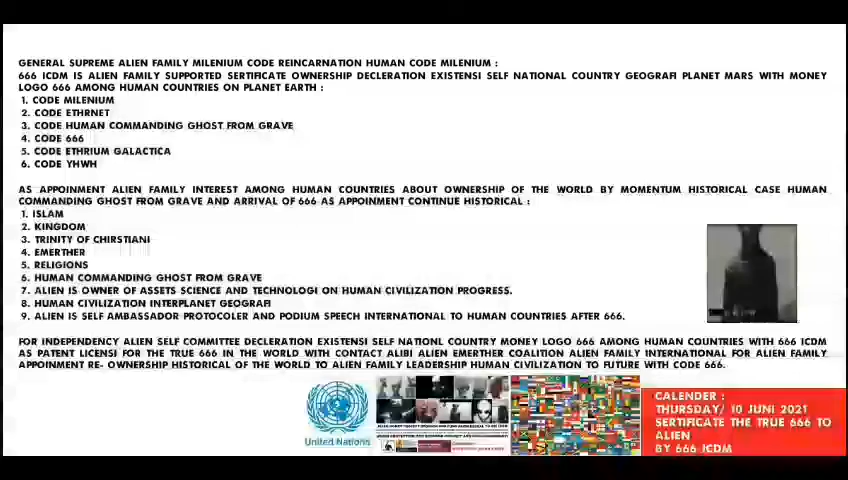 GENERAL SUPREME ALIEN FAMILY MILENIUM CODE REINCARNATION HUMAN CODE MILENIUM :
666 ICDM IS ALIEN FAMILY SUPPORTED SERTIFICATE OWNERSHIP DECLERATION EXISTENSI SELF NATIONAL COUNTRY GEOGRAFI PLANET MARS WITH MONEY
LOGO 666 AMONG HUMAN COUNTRIES ON PLANET EARTH :
1. CODE MILENIUM
2. CODE ETHRNET
3. CODE HUMAN COMMANDING GHOST FROM GRAVE
4. CODE 666
5. CODE ETHRIUM GALACTICA
6. CODE YHWH
AS APPOINMENT ALIEN FAMILY INTEREST AMONG HUMAN COUNTRIES ABOUT OWNERSHIP OF THE WORLD BY MOMENTUM HISTORICAL CASE HUMAN
COMMANDING GHOST FROM GRAVE AND ARRIVAL OF 666 AS APPOINMENT CONTINUE HISTORICAL :
1. ISLAM
2. KINGDOM
3. TRINITY OF CHIRSTIANI
4. EMERTHER
5. RELIGIONS
6. HUMAN COMMANDING GHOST FROM GRAVE
7. ALIEN IS OWNER OF ASSETS SCIENCE AND TECHNOLOGI ON HUMAN CIVILIZATION PROGRESS.
8. HUMAN CIVILIZATION INTERPLANET GEOGRAFI
9. ALIEN IS SELF AMBASSADOR PROTOCOLER AND PODIUM SPEECH INTERNATIONAL TO HUMAN COUNTRIES AFTER 666.
FOR INDEPENDENCY ALIEN SELF COMMITTEE DECLERATION EXISTENSI SELF NATIONL COUNTRY MONEY LOGO 666 AMONG HUMAN COUNTRIES WITH 666 ICDM
AS PATENT LICENSI FOR THE TRUE 666 IN THE WORLD WITH CONTACT ALIBI ALIEN EMERTHER COALITION ALIEN FAMILY INTERNATIONAL FOR ALIEN FAMILY
APPOINMENT RE- OWNERSHIP HISTORICAL OF THE WORLD TO ALIEN FAMILY LEADERSHIP HUMAN CIVILIZATION TO FUTURE WITH CODE 666.
United Nations
CALENDER :
THURSDAY/ 10 JUNI 2021
SERTIFICATE THE TRUE 666 TO
ALIEN
BY 666 ICDM